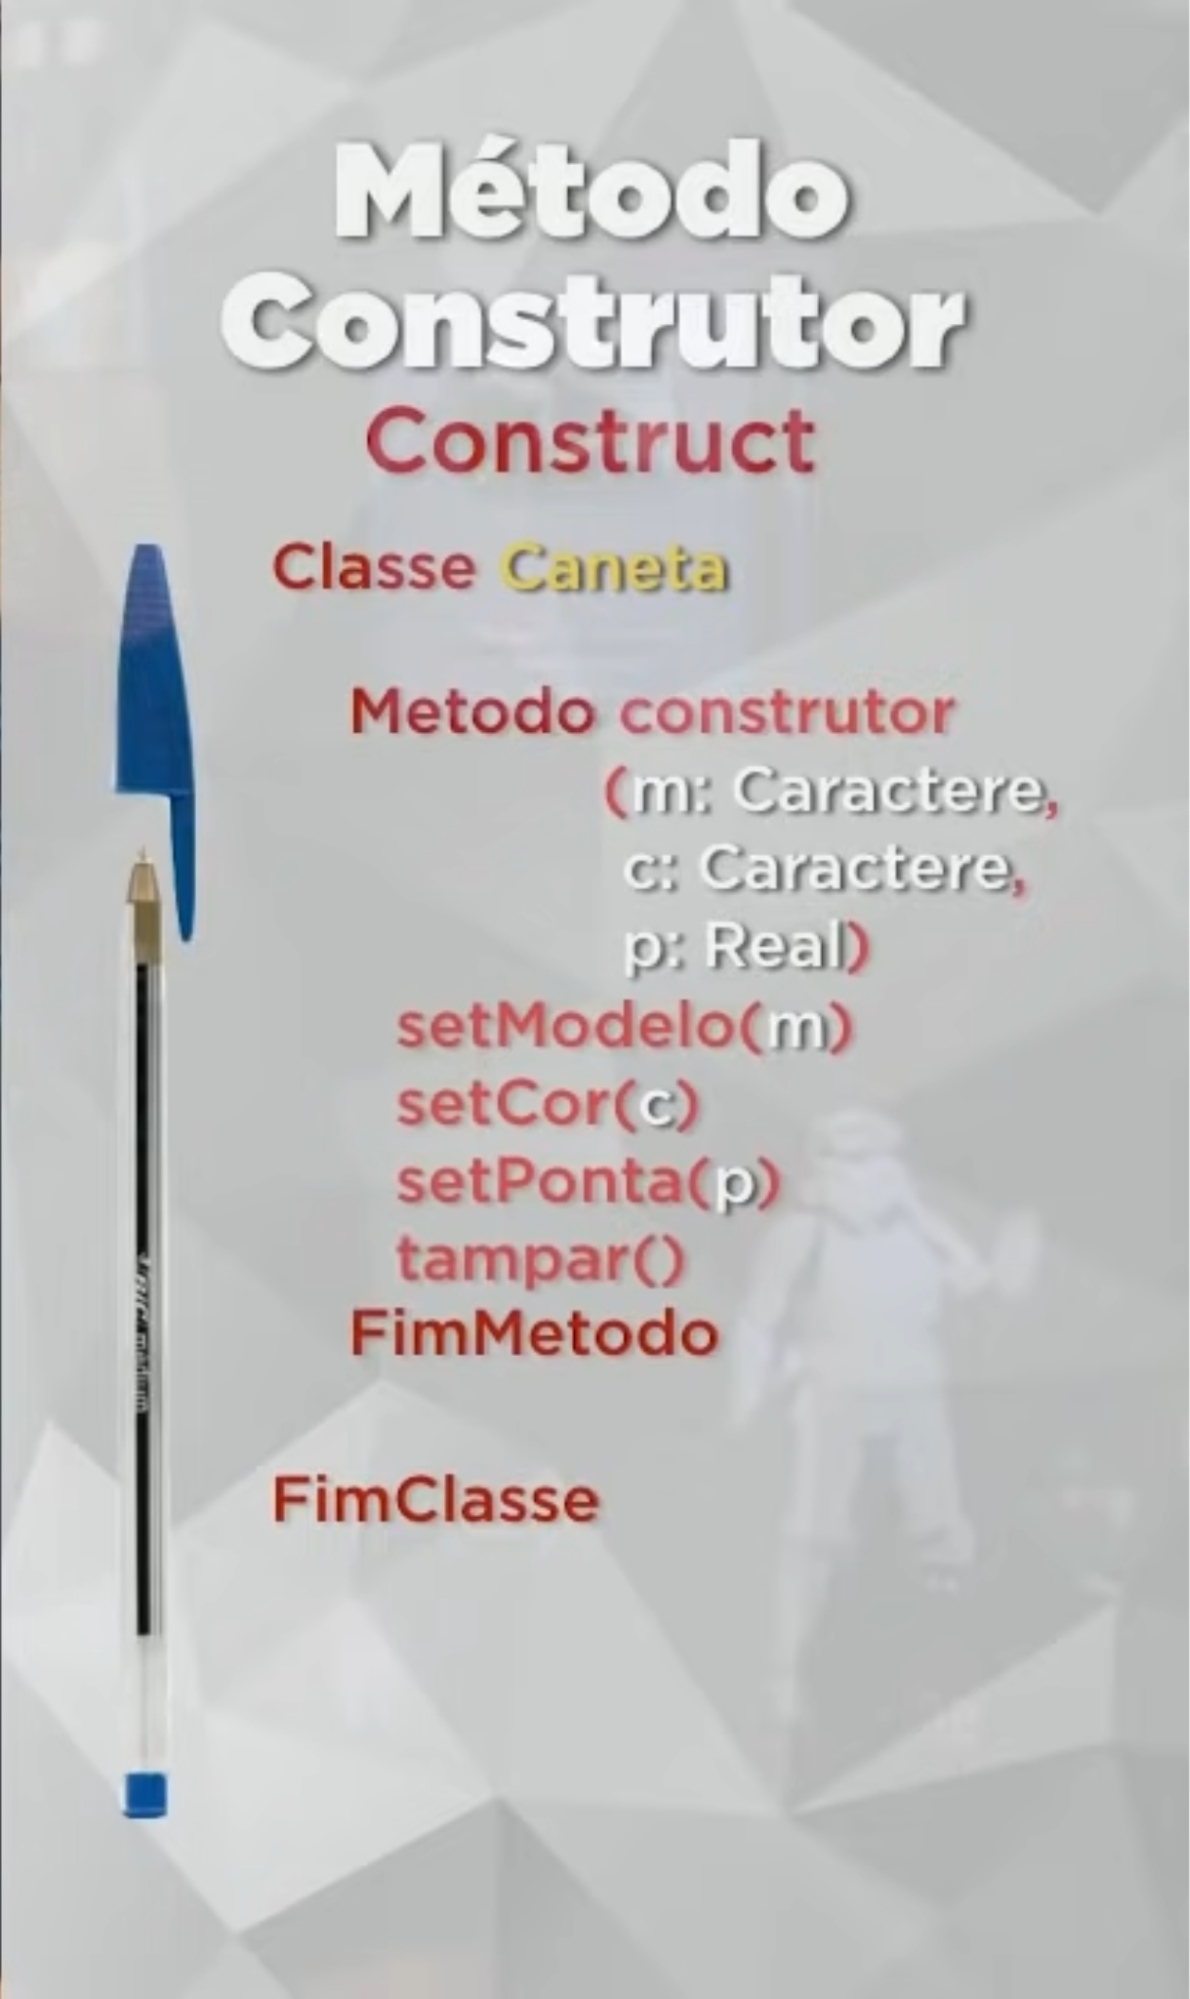 Método
Construtor
Construct
Classe Caneta
Metodo construtor
(m: Caractere,
c: Caractere,
p: Real)
setModelo(m)
setCor(c)
setPonta(p)
tampar()
FimMetodo
FimClasse